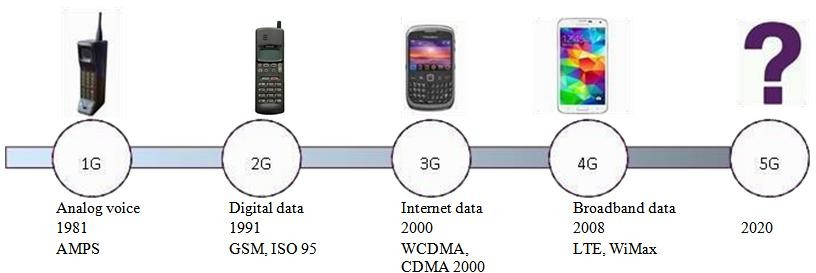 1G
2G
3G
4G
5G
Analog voice
1981
AMPS
Digital data
1991
GSM, ISO 95
Internet data
2000
WCDMA,
CDMA 2000
Broadband data
2008
LTE, WiMax
2020
?